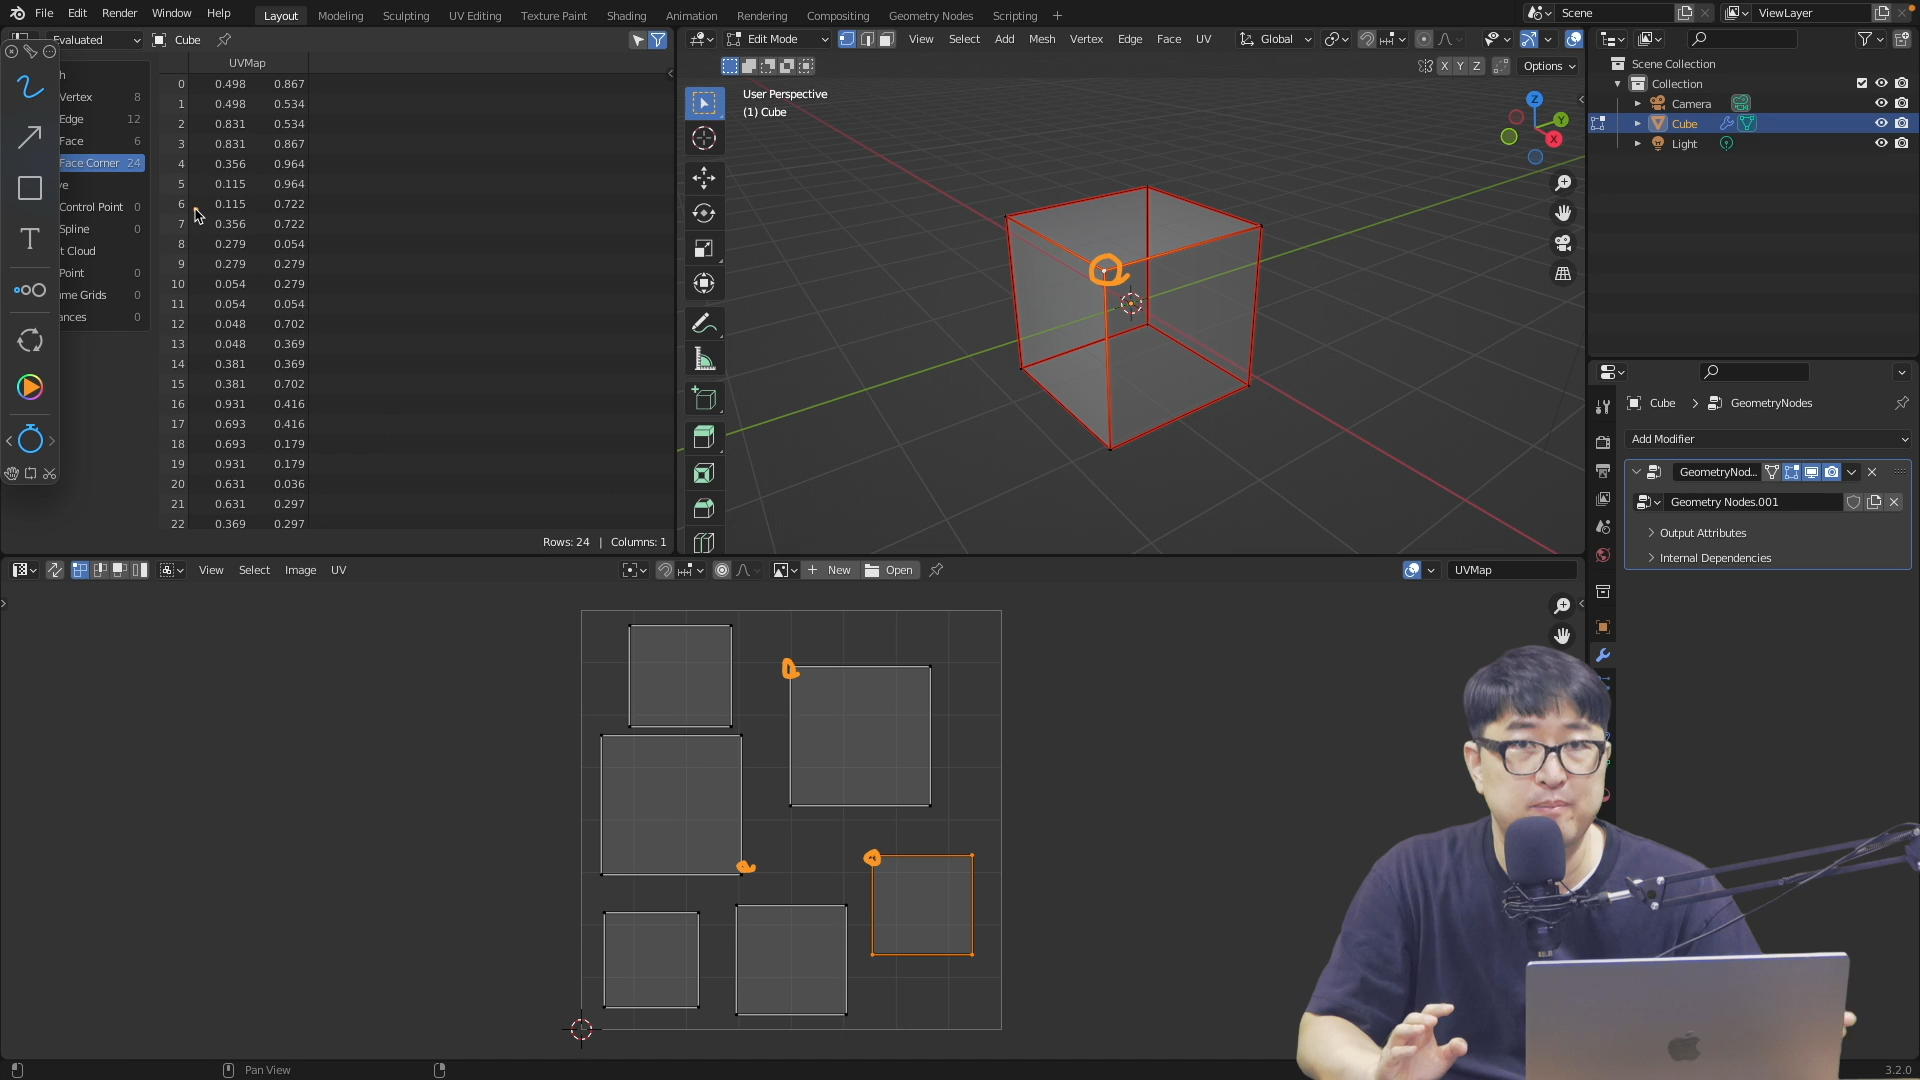 File Edit Render Window Help Layout Modeling Sculpting UV Editing Texture Paint Shading Animation Rendering Compositing Geometry Nodes Scripting + Scene ViewLayer
Evaluated Cube
Edit Mode View Select Add Mesh Vertex Edge Face UV Global
X Y Z Options
UVMap
Vertex 8
Edge 12
Face 6
Face Corner 24
Control Point 0
Spline 0
Point 0
0 0.498 0.867
1 0.498 0.534
2 0.831 0.534
3 0.831 0.867
4 0.356 0.964
5 0.115 0.964
6 0.115 0.722
7 0.356 0.722
8 0.279 0.054
9 0.279 0.279
10 0.054 0.279
11 0.054 0.054
12 0.048 0.702
13 0.048 0.369
14 0.381 0.369
15 0.381 0.702
16 0.931 0.416
17 0.693 0.416
18 0.693 0.179
19 0.931 0.179
20 0.631 0.036
21 0.631 0.297
22 0.369 0.297
Rows: 24 | Columns: 1
User Perspective
(1) Cube
Z
Y
X
Scene Collection
Collection
Camera
Cube
Light
Cube > GeometryNodes
Add Modifier
GeometryNod...
Geometry Nodes.001
Output Attributes
Internal Dependencies
View Select Image UV New Open UVMap
Pan View
3.2.0